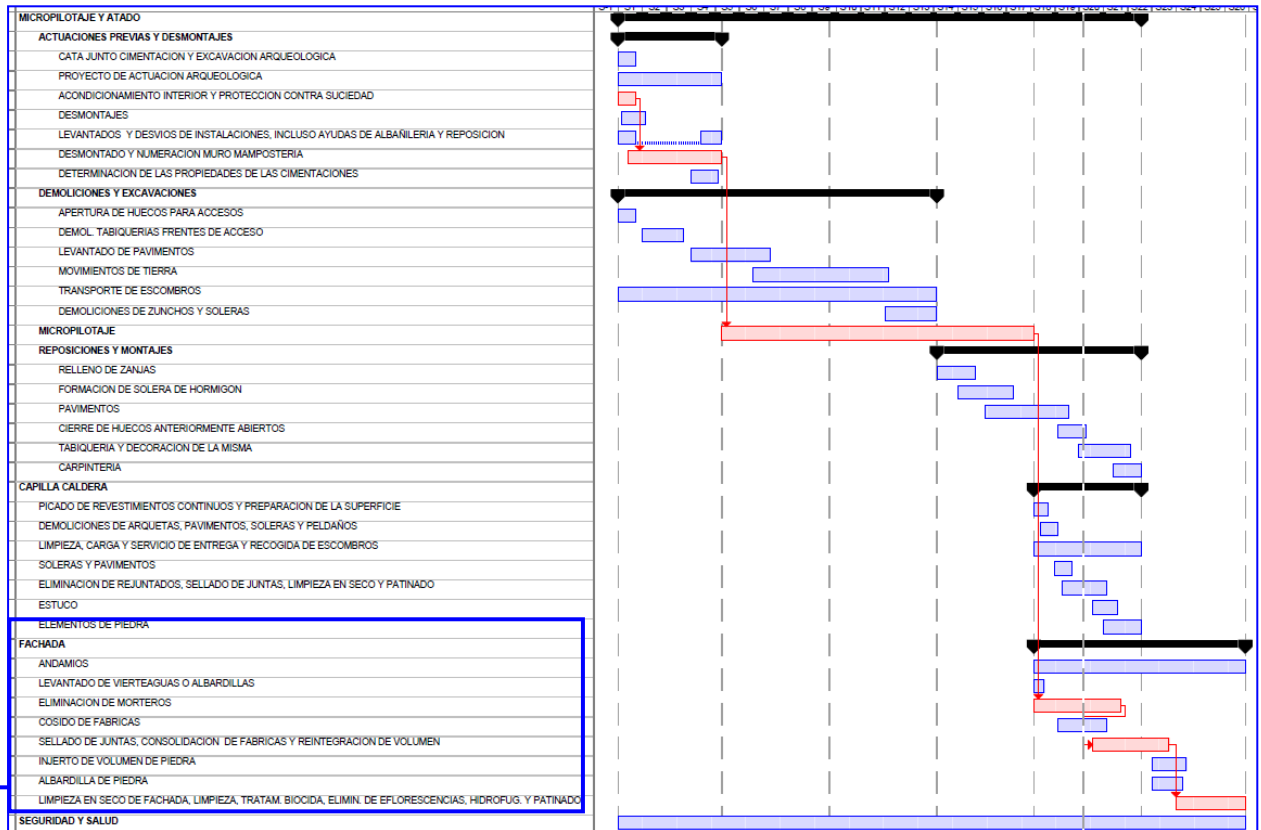 MICROPILOTAJE Y ATADO
ACTUACIONES PREVIAS Y DESMONTAJES
CATA JUNTO CIMENTACION Y EXCAVACION ARQUEOLOGICA
PROYECTO DE ACTUACION ARQUEOLOGICA
ACONDICIONAMIENTO INTERIOR Y PROTECCION CONTRA SUCIEDAD
DESMONTAJES
LEVANTADOS Y DESVIOS DE INSTALACIONES, INCLUSO AYUDAS DE ALBAÑILERIA Y REPOSICION
DESMONTADO Y NUMERACION MURO MAMPOSTERIA
DETERMINACION DE LAS PROPIEDADES DE LAS CIMENTACIONES
DEMOLICIONES Y EXCAVACIONES
APERTURA DE HUECOS PARA ACCESOS
DEMOL. TABIQUERIAS FRENTES DE ACCESO
LEVANTADO DE PAVIMENTOS
MOVIMIENTOS DE TIERRA
TRANSPORTE DE ESCOMBROS
DEMOLICIONES DE ZUNCHOS Y SOLERAS
MICROPILOTAJE
REPOSICIONES Y MONTAJES
RELLENO DE ZANJAS
FORMACION DE SOLERA DE HORMIGON
PAVIMENTOS
CIERRE DE HUECOS ANTERIORMENTE ABIERTOS
TABIQUERIA Y DECORACION DE LA MISMA
CARPINTERIA
CAPILLA CALDERA
PICADO DE REVESTIMIENTOS CONTINUOS Y PREPARACION DE LA SUPERFICIE
DEMOLICIONES DE ARQUETAS, PAVIMENTOS, SOLERAS Y PELDAÑOS
LIMPIEZA, CARGA Y SERVICIO DE ENTREGA Y RECOGIDA DE ESCOMBROS
SOLERAS Y PAVIMENTOS
ELIMINACION DE REJUNTADOS, SELLADO DE JUNTAS, LIMPIEZA EN SECO Y PATINADO
ESTUCO
ELEMENTOS DE PIEDRA
FACHADA
ANDAMIOS
LEVANTADO DE VIERTEAGUAS O ALBARDILLAS
ELIMINACION DE MORTEROS
COSIDO DE FABRICAS
SELLADO DE JUNTAS, CONSOLIDACION DE FABRICAS Y REINTEGRACION DE VOLUMEN
INJERTO DE VOLUMEN DE PIEDRA
ALBARDILLA DE PIEDRA
LIMPIEZA EN SECO DE FACHADA, LIMPIEZA, TRATAM. BIOCIDA, ELIMIN. DE EFLORESCENCIAS, HIDROFUG. Y PATINADO
SEGURIDAD Y SALUD